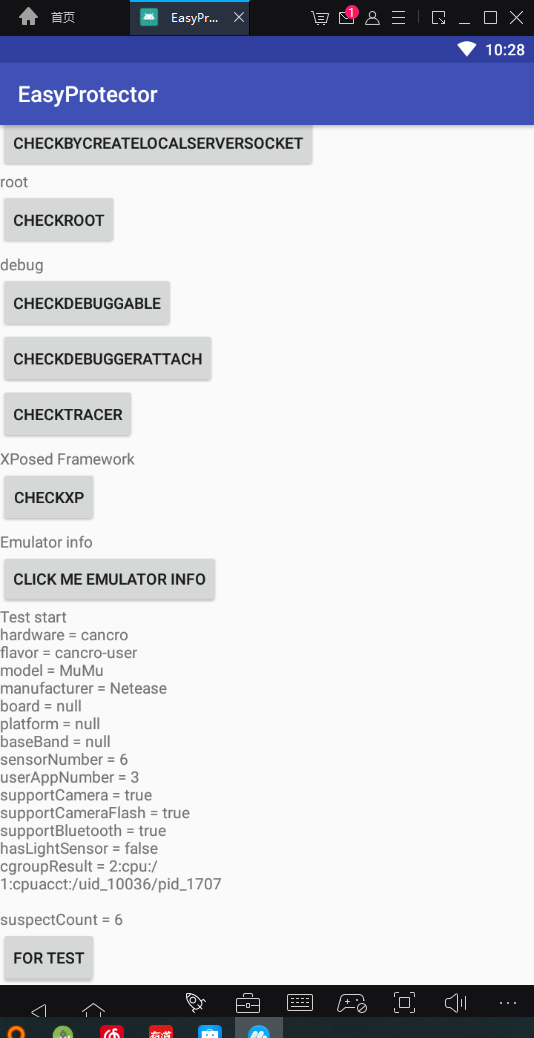 首页
EasyPr...
1
10:28
EasyProtector
CHECKBYCREATELOCALSERVERSOCKET
root
CHECKROOT
debug
CHECKDEBUGGABLE
CHECKDEBUGGERATTACH
CHECKTRACER
XPosed Framework
CHECKXP
Emulator info
CLICK ME EMULATOR INFO
Test start
hardware = cancro
flavor = cancro-user
model = MuMu
manufacturer = Netease
board = null
platform = null
baseBand = null
sensorNumber = 6
userAppNumber = 3
supportCamera = true
supportCameraFlash = true
supportBluetooth = true
hasLightSensor = false
cgroupResult = 2:cpu:/
1:cpuacct:/uid_10036/pid_1707
suspectCount = 6
FOR TEST
有道